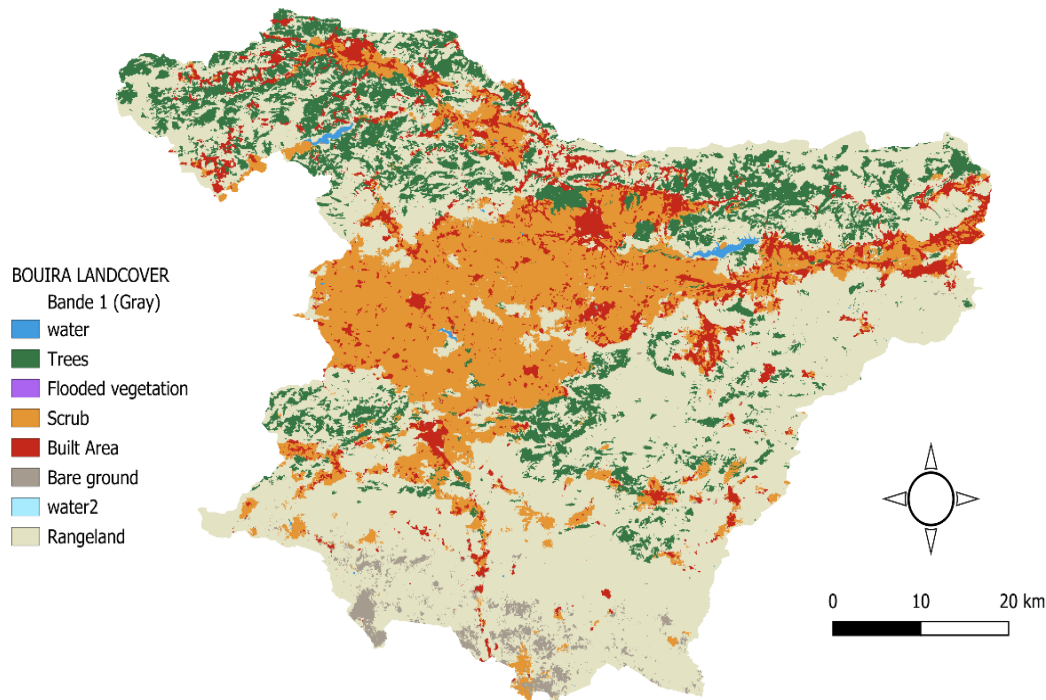 BOUIRA LANDCOVER
Bande 1 (Gray)
water
Trees
Flooded vegetation
Scrub
Built Area
Bare ground
water2
Rangeland
0 10 20 km